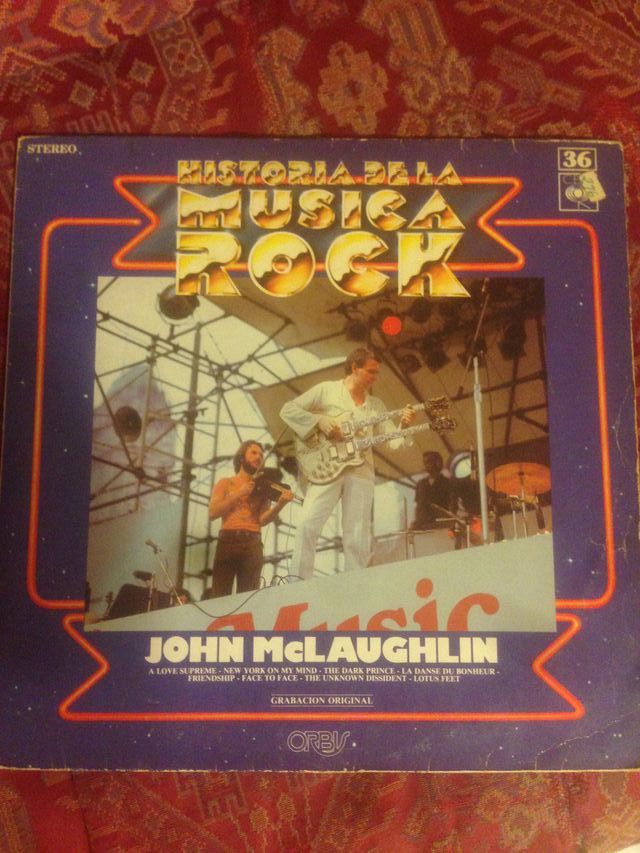 STEREO
36
CBS
HISTORIA DE LA
MUSICA
ROCK
Music
JOHN McLAUGHLIN
A LOVE SUPREME - NEW YORK ON MY MIND - THE DARK PRINCE - LA DANSE DU BONHEUR -
FRIENDSHIP - FACE TO FACE - THE UNKNOWN DISSIDENT - LOTUS FEET
GRABACION ORIGINAL
ORBIS